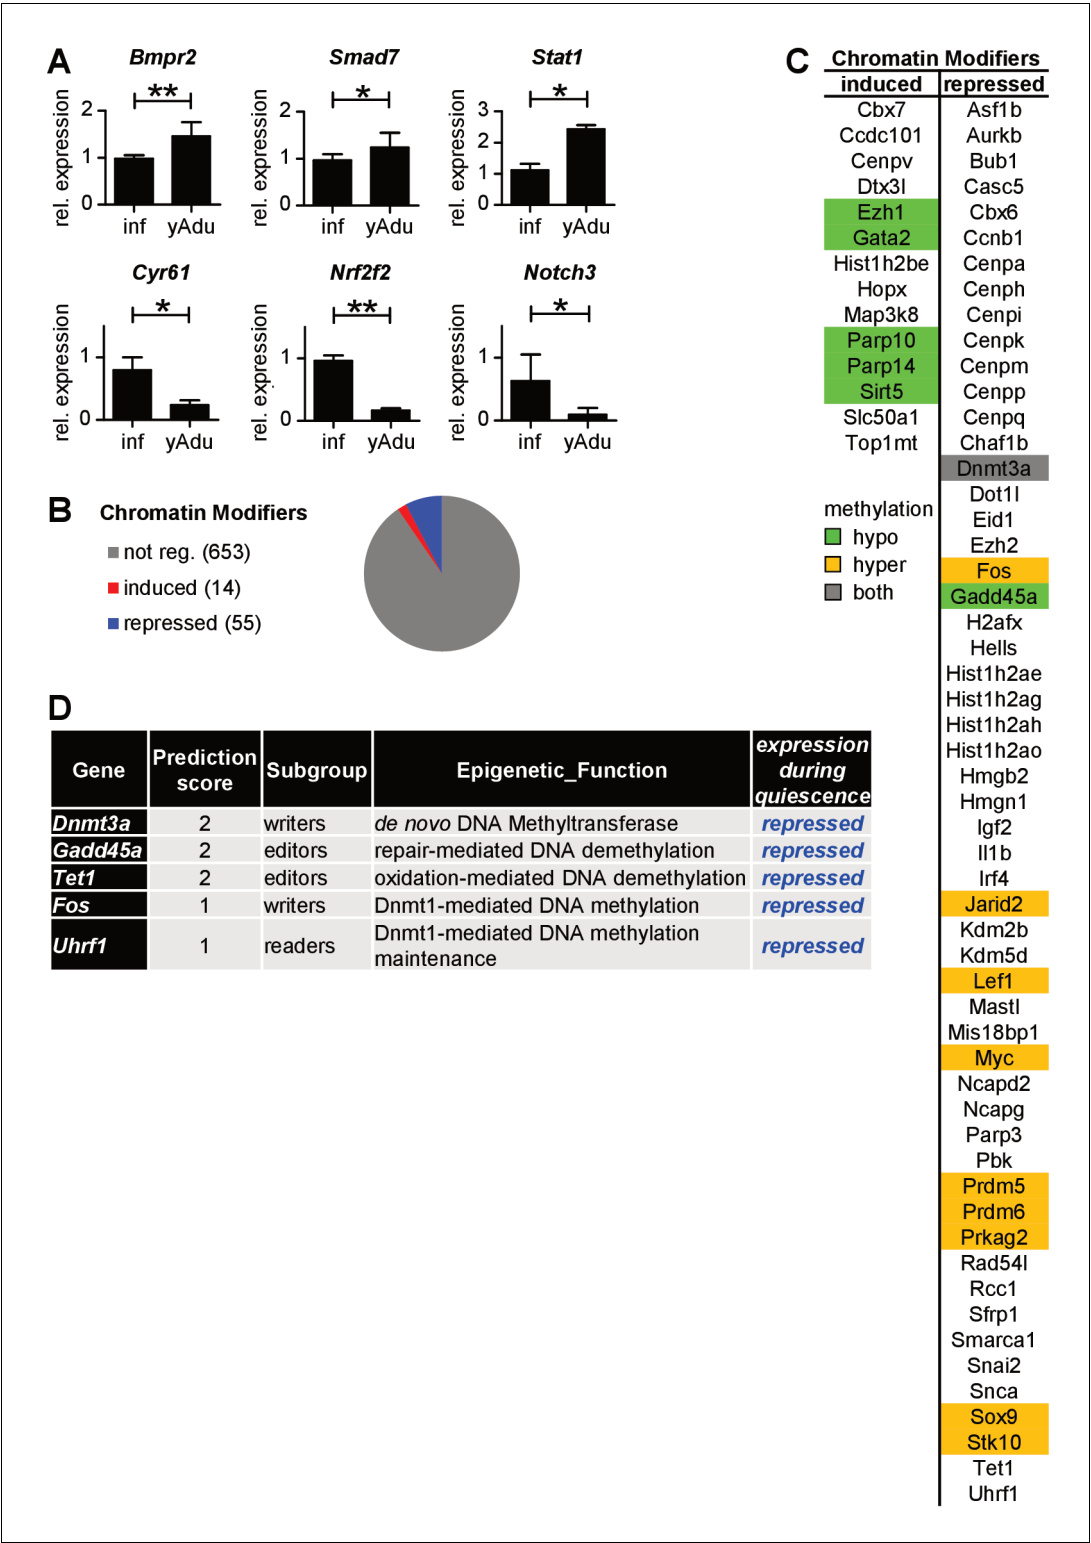 A
Bmpr2
**
rel. expression
2
1
0
inf yAdu
Smad7
*
rel. expression
2
1
0
inf yAdu
Stat1
*
rel. expression
3
2
1
0
inf yAdu
Cyr61
*
rel. expression
1
0
inf yAdu
Nrf2f2
**
rel. expression
1
0
inf yAdu
Notch3
*
rel. expression
1
0
inf yAdu
B
Chromatin Modifiers
not reg. (653)
induced (14)
repressed (55)
C
Chromatin Modifiers
induced repressed
Cbx7 Asf1b
Ccdc101 Aurkb
Cenpv Bub1
Dtx3l Casc5
Ezh1 Cbx6
Gata2 Ccnb1
Hist1h2be Cenpa
Hopx Cenph
Map3k8 Cenpi
Parp10 Cenpk
Parp14 Cenpm
Sirt5 Cenpp
Slc50a1 Cenpq
Top1mt Chaf1b
Dnmt3a
Dot1l
Eid1
Ezh2
Fos
Gadd45a
H2afx
Hells
Hist1h2ae
Hist1h2ag
Hist1h2ah
Hist1h2ao
Hmgb2
Hmgn1
Igf2
Il1b
Irf4
Jarid2
Kdm2b
Kdm5d
Lef1
Mastl
Mis18bp1
Myc
Ncapd2
Ncapg
Parp3
Pbk
Prdm5
Prdm6
Prkag2
Rad54l
Rcc1
Sfrp1
Smarca1
Snai2
Snca
Sox9
Stk10
Tet1
Uhrf1
methylation
hypo
hyper
both
D
Gene Prediction score Subgroup Epigenetic_Function expression during quiescence
Dnmt3a 2 writers de novo DNA Methyltransferase repressed
Gadd45a 2 editors repair-mediated DNA demethylation repressed
Tet1 2 editors oxidation-mediated DNA demethylation repressed
Fos 1 writers Dnmt1-mediated DNA methylation repressed
Uhrf1 1 readers Dnmt1-mediated DNA methylation maintenance repressed